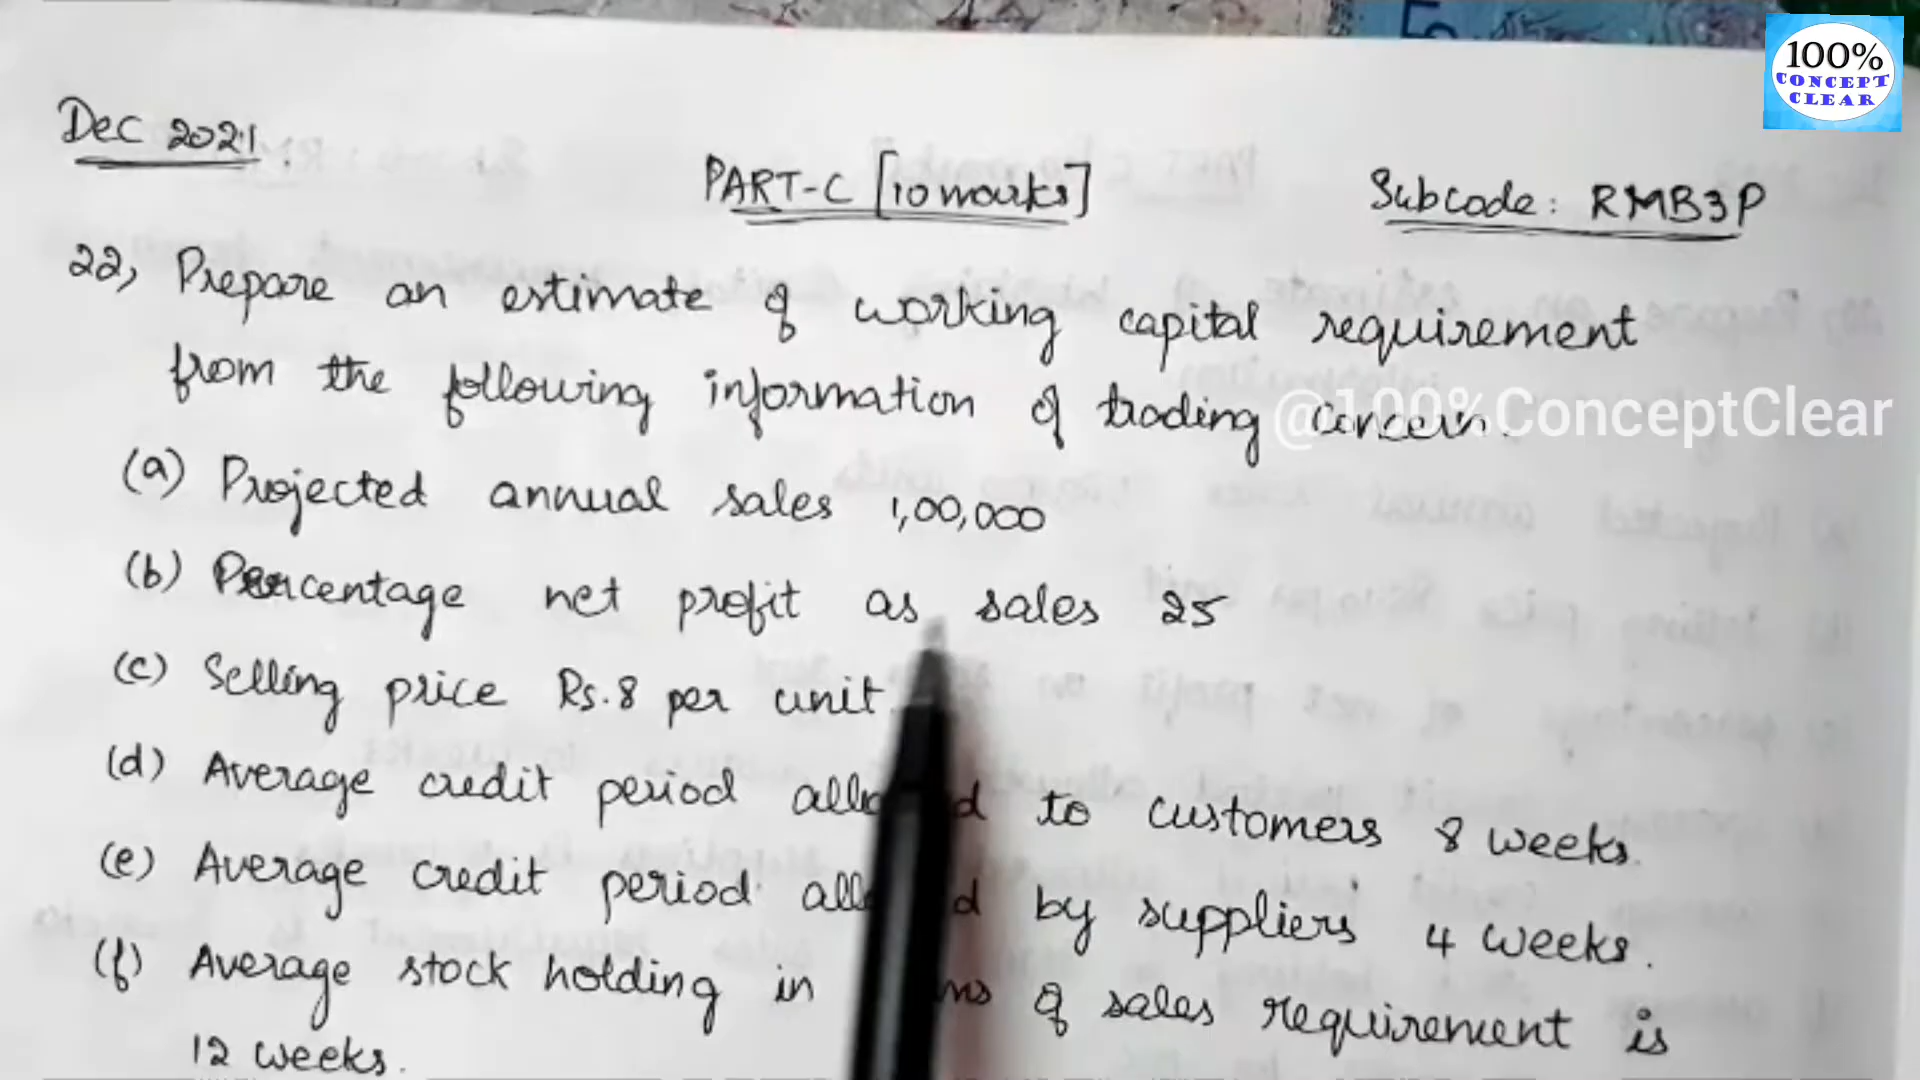 100%
CONCEPT
CLEAR
Dec 2021
PART-C [10 marks]
Subcode: RMB3P
22, Prepare an estimate of working capital requirement
from the following information of trading concern.
@100%ConceptClear
(a) Projected annual sales 1,00,000
(b) Percentage net profit as sales 25
(c) Selling price Rs.8 per unit
(d) Average credit period to customers 8 weeks.
(e) Average credit period by suppliers 4 weeks.
(f) Average stock holding in of sales requirement is
12 weeks.